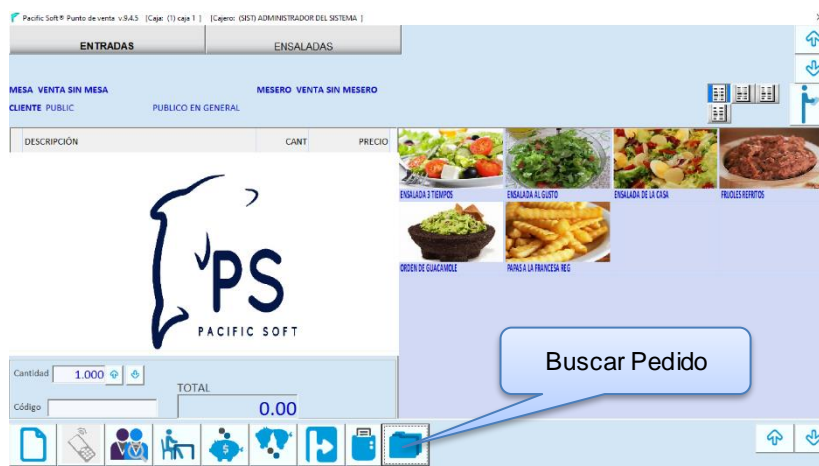 Pacific Soft® Punto de venta v.9.4.5 [Caja: (1) caja 1 ] [Cajero: (SIST) ADMINISTRADOR DEL SISTEMA ]
ENTRADAS ENSALADAS
MESA VENTA SIN MESA MESERO VENTA SIN MESERO
CLIENTE PUBLIC PUBLICO EN GENERAL
DESCRIPCIÓN CANT PRECIO
ENSALADA 3 TIEMPOS ENSALADA AL GUSTO ENSALADA DE LA CASA FRIJOLES REFRITOS
ORDEN DE GUACAMOLE PAPAS A LA FRANCESA REG
PS
PACIFIC SOFT
Buscar Pedido
Cantidad 1.000
TOTAL
Código 0.00